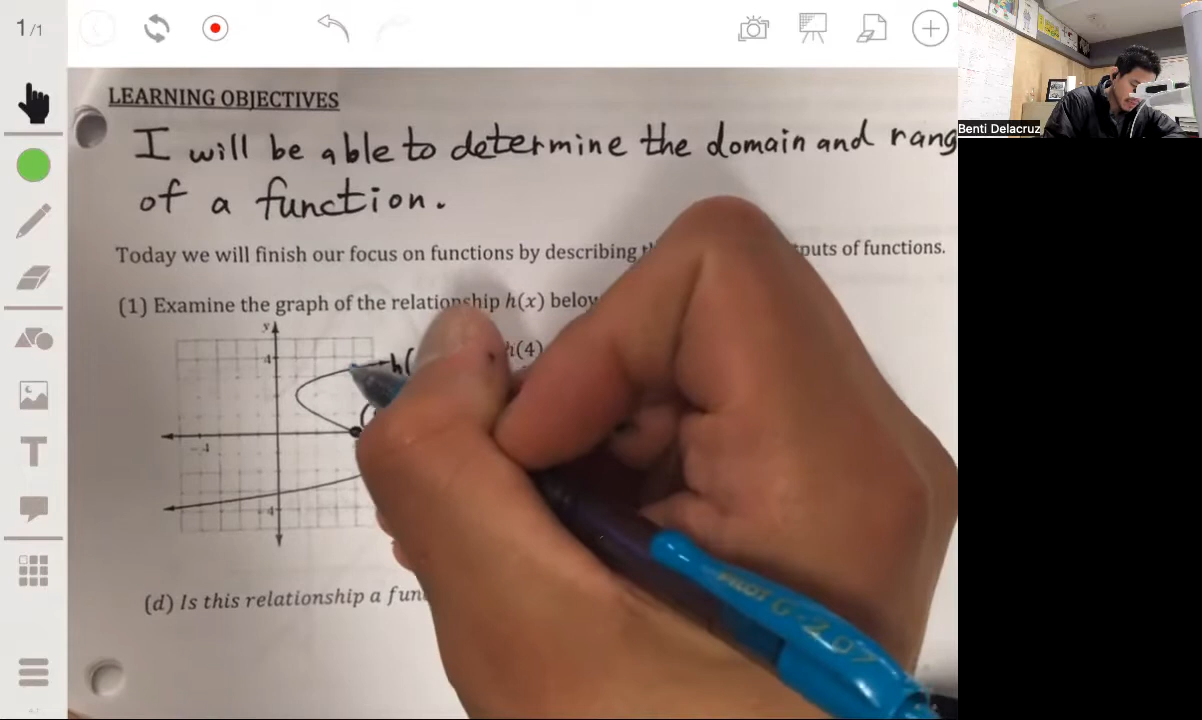 1/1
Benti Delacruz
LEARNING OBJECTIVES
I will be able to determine the domain and rang
of a function.
Today we will finish our focus on functions by describing puts of functions.
(1) Examine the graph of the relationship h(x) below
y
4
h(4)
h(
-4
-4
(d) Is this relationship a fun
PILOT G-2 07
T